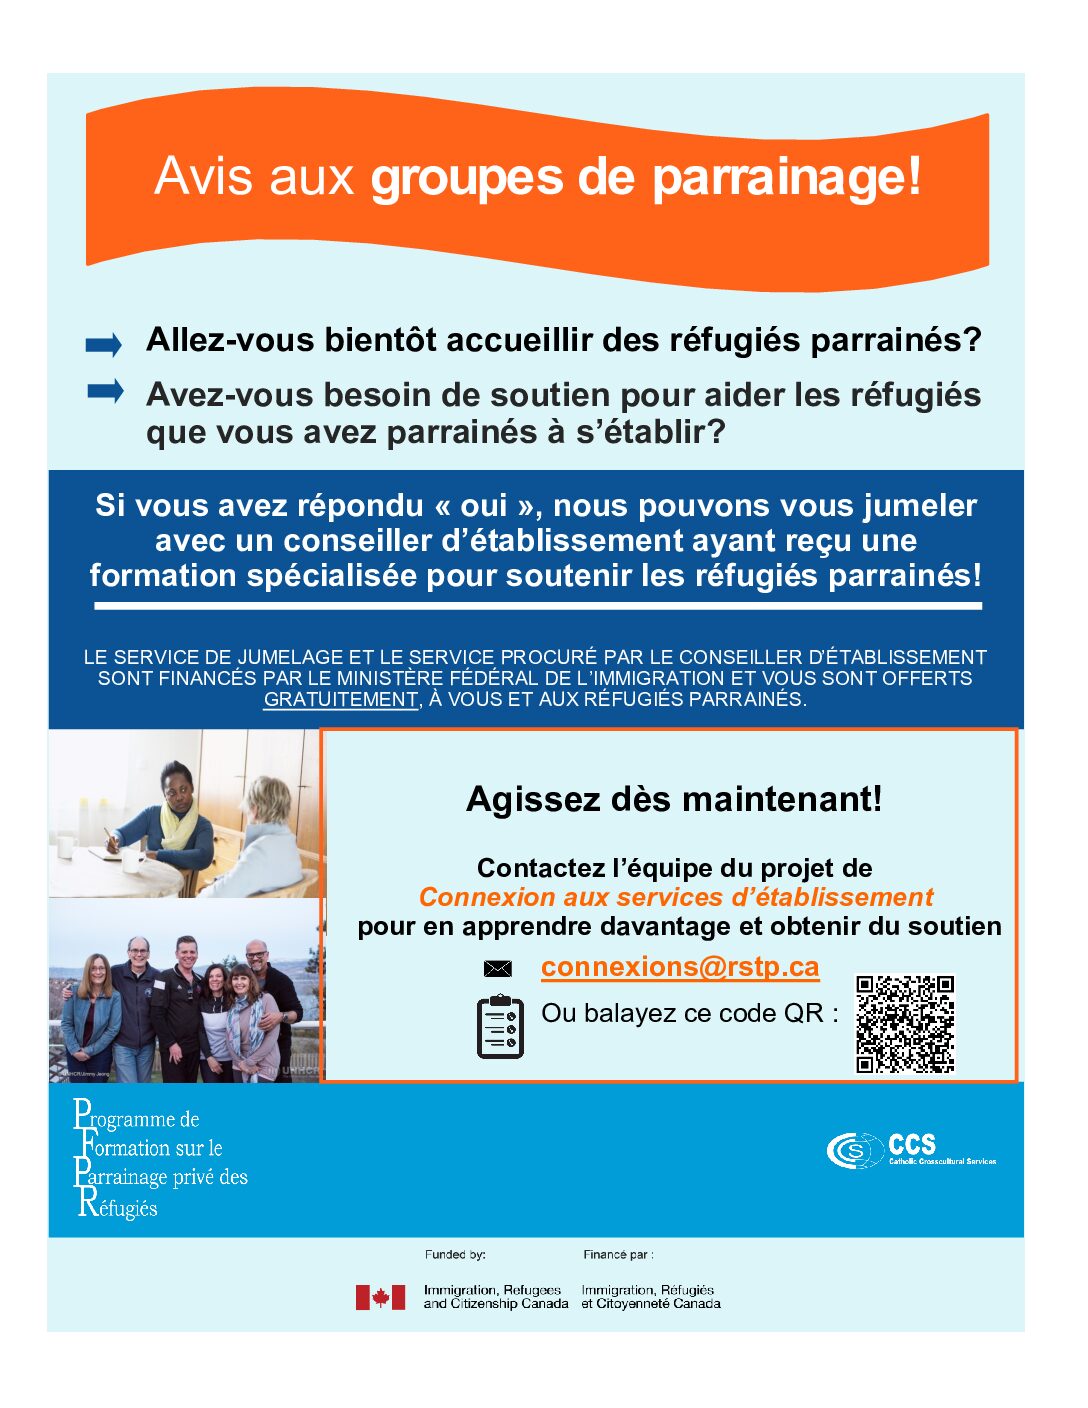 Avis aux groupes de parrainage!
Allez-vous bientôt accueillir des réfugiés parrainés?
Avez-vous besoin de soutien pour aider les réfugiés
que vous avez parrainés à s’établir?
Si vous avez répondu « oui », nous pouvons vous jumeler
avec un conseiller d’établissement ayant reçu une
formation spécialisée pour soutenir les réfugiés parrainés!
LE SERVICE DE JUMELAGE ET LE SERVICE PROCURÉ PAR LE CONSEILLER D’ÉTABLISSEMENT
SONT FINANCÉS PAR LE MINISTÈRE FÉDÉRAL DE L’IMMIGRATION ET VOUS SONT OFFERTS
GRATUITEMENT, À VOUS ET AUX RÉFUGIÉS PARRAINÉS.
Agissez dès maintenant!
Contactez l’équipe du projet de
Connexion aux services d’établissement
pour en apprendre davantage et obtenir du soutien
connexions@rstp.ca
Ou balayez ce code QR :
UNHCR/Jimmy Jeong
UNHCR
Programme de
Formation sur le
Parrainage privé des
Réfugiés
CCS
Catholic Crosscultural Services
Funded by:
Financé par :
Immigration, Refugees
and Citizenship Canada
Immigration, Réfugiés
et Citoyenneté Canada